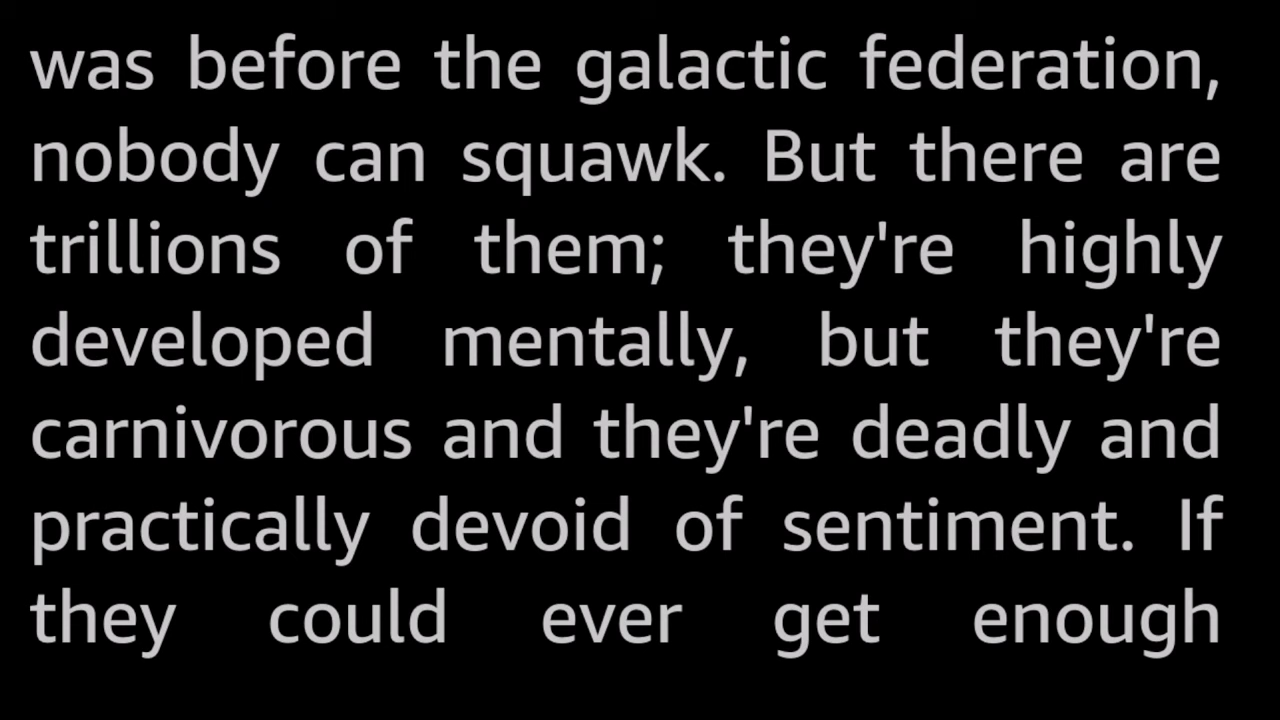 was before the galactic federation,
nobody can squawk. But there are
trillions of them; they're highly
developed mentally, but they're
carnivorous and they're deadly and
practically devoid of sentiment. If
they could ever get enough